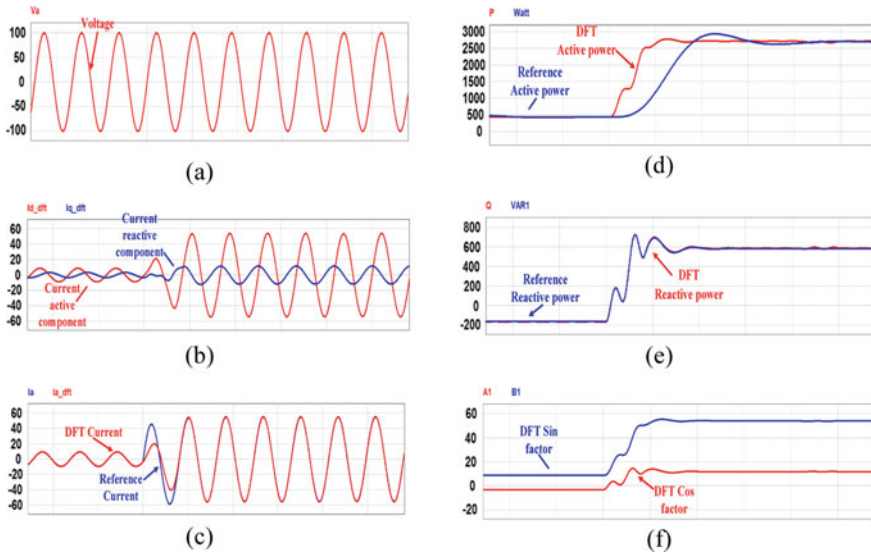 Va
100
50
0
-50
-100
Voltage
(a)
Id_dft Iq_dft
60
40
20
0
-20
-40
-60
Current
reactive
component
Current
active
component
(b)
Ia Ia_dft
60
40
20
0
-20
-40
-60
DFT Current
Reference
Current
(c)
P Watt
3000
2500
2000
1500
1000
500
0
DFT
Active power
Reference
Active power
(d)
Q VAR1
800
600
400
200
0
-200
Reference
Reactive power
DFT
Reactive power
(e)
A1 B1
60
40
20
0
-20
DFT Sin
factor
DFT Cos
factor
(f)